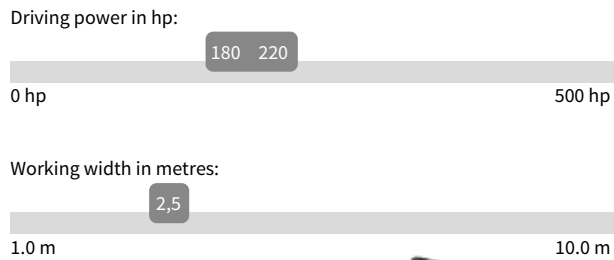 Driving power in hp:
180 220
0 hp 500 hp
Working width in metres:
2,5
1.0 m 10.0 m